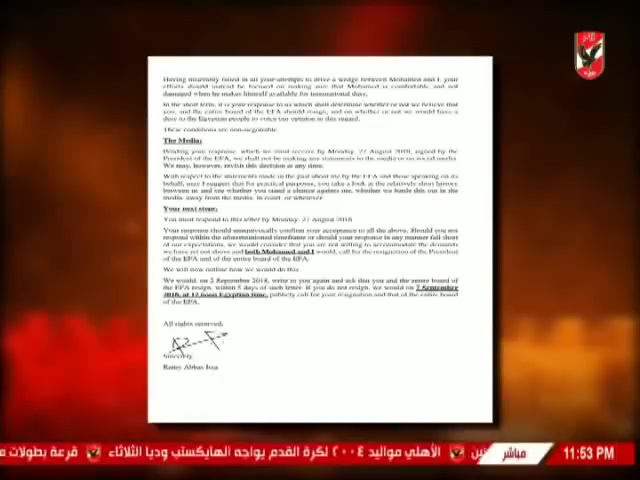 Having miserably failed in all your attempts to drive a wedge between Mohamed and I, your
efforts should instead be focused on making sure that Mohamed is comfortable, and not
damaged when he makes himself available for international duty.
In the short term, it is your response to us which shall determine whether or not we believe that
you, and the entire board of the EFA should resign, and on whether or not we would have a
duty to the Egyptian people to voice our opinion in this regard.
These conditions are non-negotiable.
The Media:
Pending your response, which we must receive by Monday, 27 August 2018, signed by the
President of the EFA, we shall not be making any statements to the media or on social media.
We may, however, revisit this decision at any time.
With respect to the statements made in the past about me by the EFA and those speaking on its
behalf, may I suggest that for practical purposes, you take a look at the relatively short history
between us and see whether you stand a chance against me, whether we battle this out in the
media, away from the media, in court, or wherever.
Your next steps:
You must respond to this letter by Monday, 27 August 2018
Your response should unequivocally confirm your acceptance to all the above. Should you not
respond within the aforementioned timeframe or should your response in any manner fall short
of our expectations, we would consider that you are not willing to accommodate the demands
we have set out above and both Mohamed and I would, call for the resignation of the President
of the EFA and of the entire board of the EFA.
We will now outline how we would do this
We would, on 2 September 2018, write to you again and ask that you and the entire board of
the EFA resign, within 5 days of such letter. If you do not resign, we would on 7 September
2018, at 12 noon Egyptian time, publicly call for your resignation and that of the entire board
of the EFA.
All rights reserved.
Sincerely,
Ramy Abbas Issa
الأهلي مواليد ٢٠٠٤ لكرة القدم يواجه الهايكستب وديا الثلاثاء
قرعة بطولات
مباشر
11:53 PM